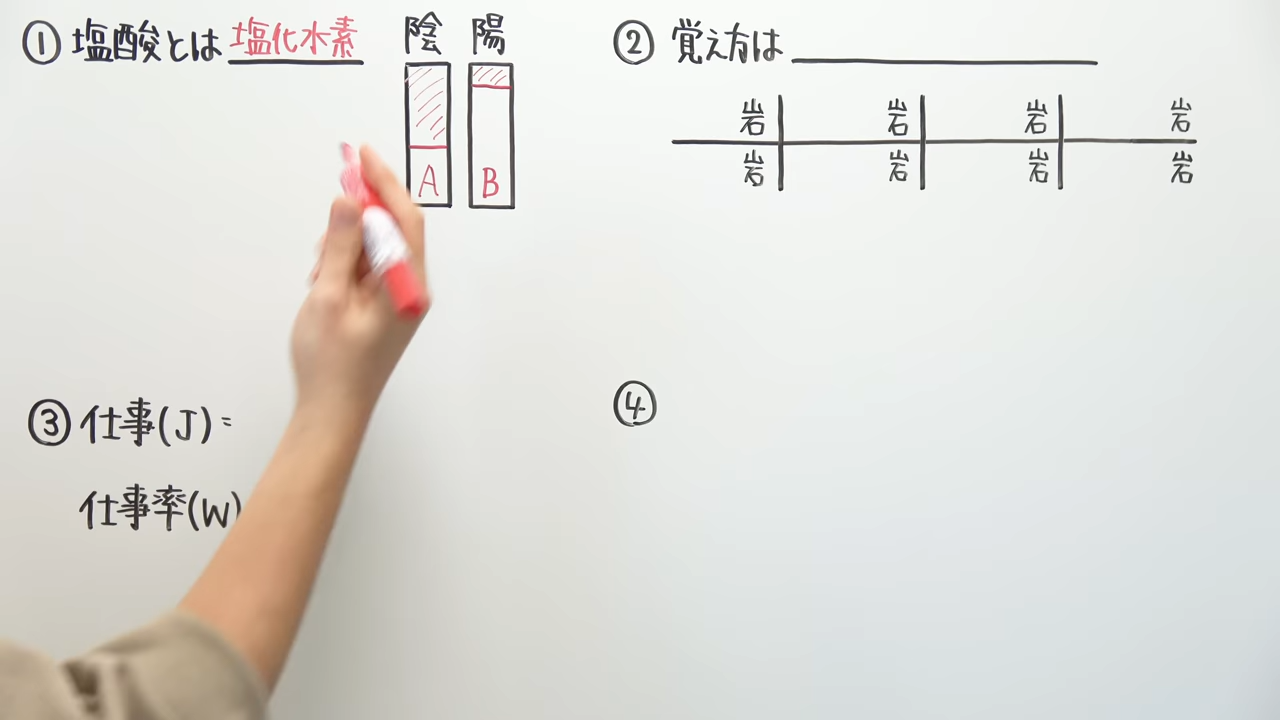 ① 塩酸とは 塩化水素
陰 陽
A B
② 覚え方は
岩 岩 岩 岩
岩 岩 岩 岩
③ 仕事(J)=
仕事率(W)
④